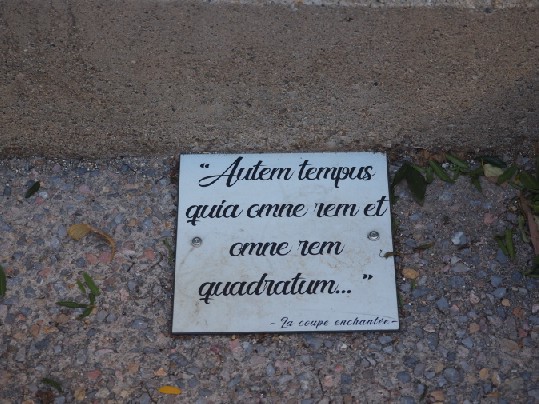 “Autem tempus
quia omne rem et
omne rem
quadratum... ”
- La coupe enchantée -